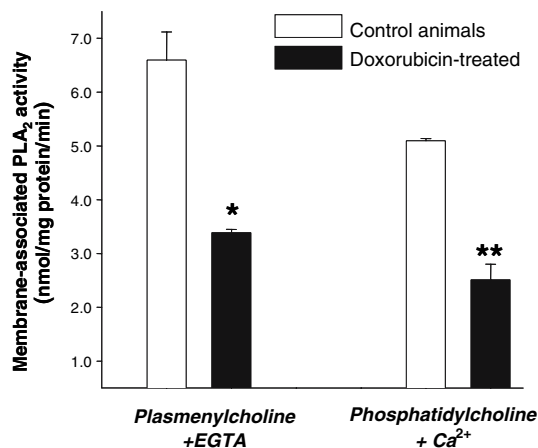 Membrane-associated PLA₂ activity
(nmol/mg protein/min)
7.0
6.0
5.0
4.0
3.0
2.0
1.0
Control animals
Doxorubicin-treated
*
**
Plasmenylcholine
+EGTA
Phosphatidylcholine
+ Ca²⁺